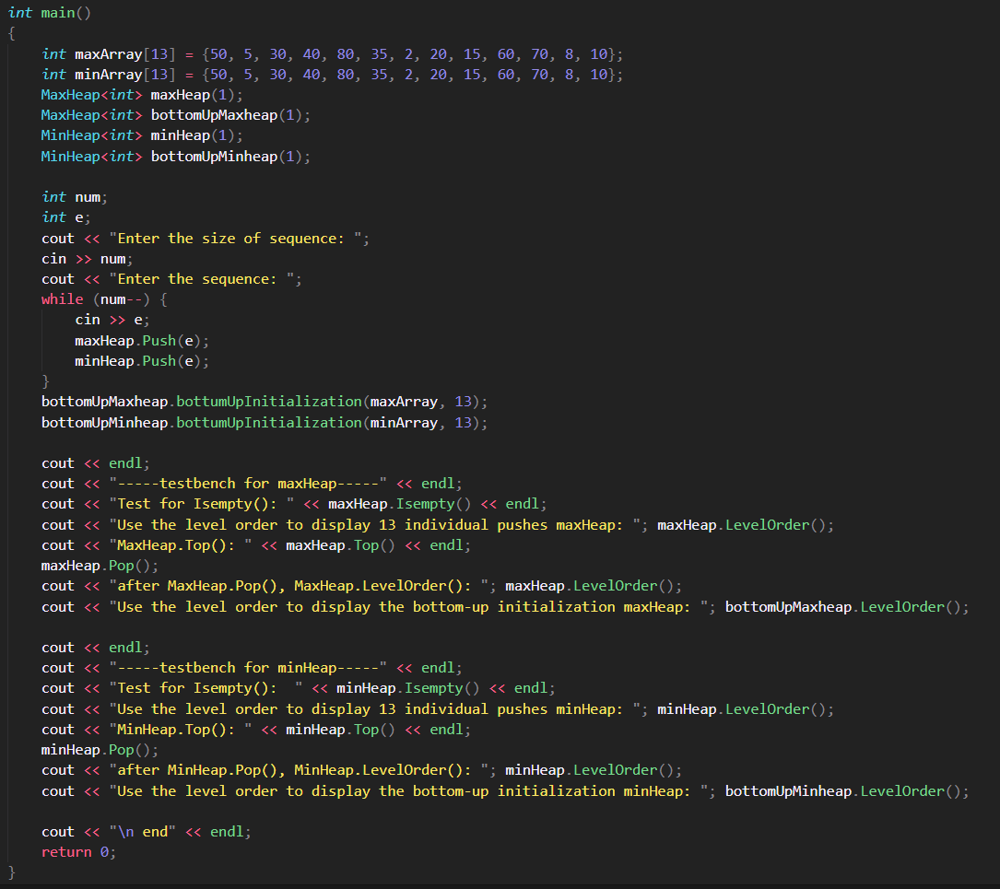 int main()
{
    int maxArray[13] = {50, 5, 30, 40, 80, 35, 2, 20, 15, 60, 70, 8, 10};
    int minArray[13] = {50, 5, 30, 40, 80, 35, 2, 20, 15, 60, 70, 8, 10};
    MaxHeap<int> maxHeap(1);
    MaxHeap<int> bottomUpMaxheap(1);
    MinHeap<int> minHeap(1);
    MinHeap<int> bottomUpMinheap(1);

    int num;
    int e;
    cout << "Enter the size of sequence: ";
    cin >> num;
    cout << "Enter the sequence: ";
    while (num--) {
        cin >> e;
        maxHeap.Push(e);
        minHeap.Push(e);
    }
    bottomUpMaxheap.bottumUpInitialization(maxArray, 13);
    bottomUpMinheap.bottumUpInitialization(minArray, 13);

    cout << endl;
    cout << "-----testbench for maxHeap-----" << endl;
    cout << "Test for Isempty(): " << maxHeap.Isempty() << endl;
    cout << "Use the level order to display 13 individual pushes maxHeap: "; maxHeap.LevelOrder();
    cout << "MaxHeap.Top(): " << maxHeap.Top() << endl;
    maxHeap.Pop();
    cout << "after MaxHeap.Pop(), MaxHeap.LevelOrder(): "; maxHeap.LevelOrder();
    cout << "Use the level order to display the bottom-up initialization maxHeap: "; bottomUpMaxheap.LevelOrder();

    cout << endl;
    cout << "-----testbench for minHeap-----" << endl;
    cout << "Test for Isempty():  " << minHeap.Isempty() << endl;
    cout << "Use the level order to display 13 individual pushes minHeap: "; minHeap.LevelOrder();
    cout << "MinHeap.Top(): " << minHeap.Top() << endl;
    minHeap.Pop();
    cout << "after MinHeap.Pop(), MinHeap.LevelOrder(): "; minHeap.LevelOrder();
    cout << "Use the level order to display the bottom-up initialization minHeap: "; bottomUpMinheap.LevelOrder();

    cout << "\n end" << endl;
    return 0;
}